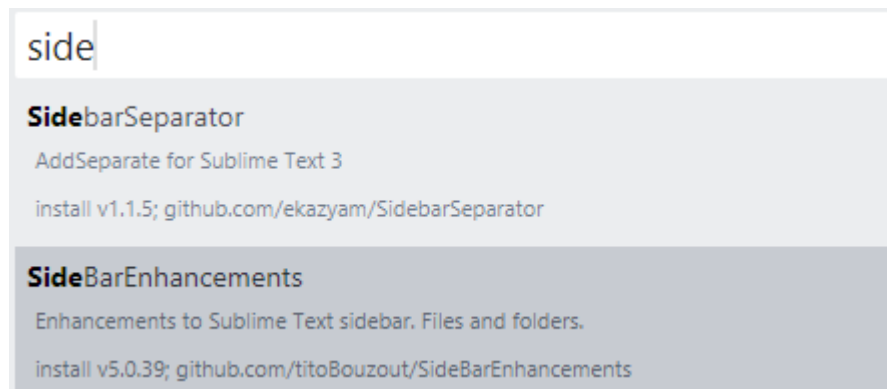 side
SidebarSeparator
AddSeparate for Sublime Text 3
install v1.1.5; github.com/ekazyam/SidebarSeparator
SideBarEnhancements
Enhancements to Sublime Text sidebar. Files and folders.
install v5.0.39; github.com/titoBouzout/SideBarEnhancements